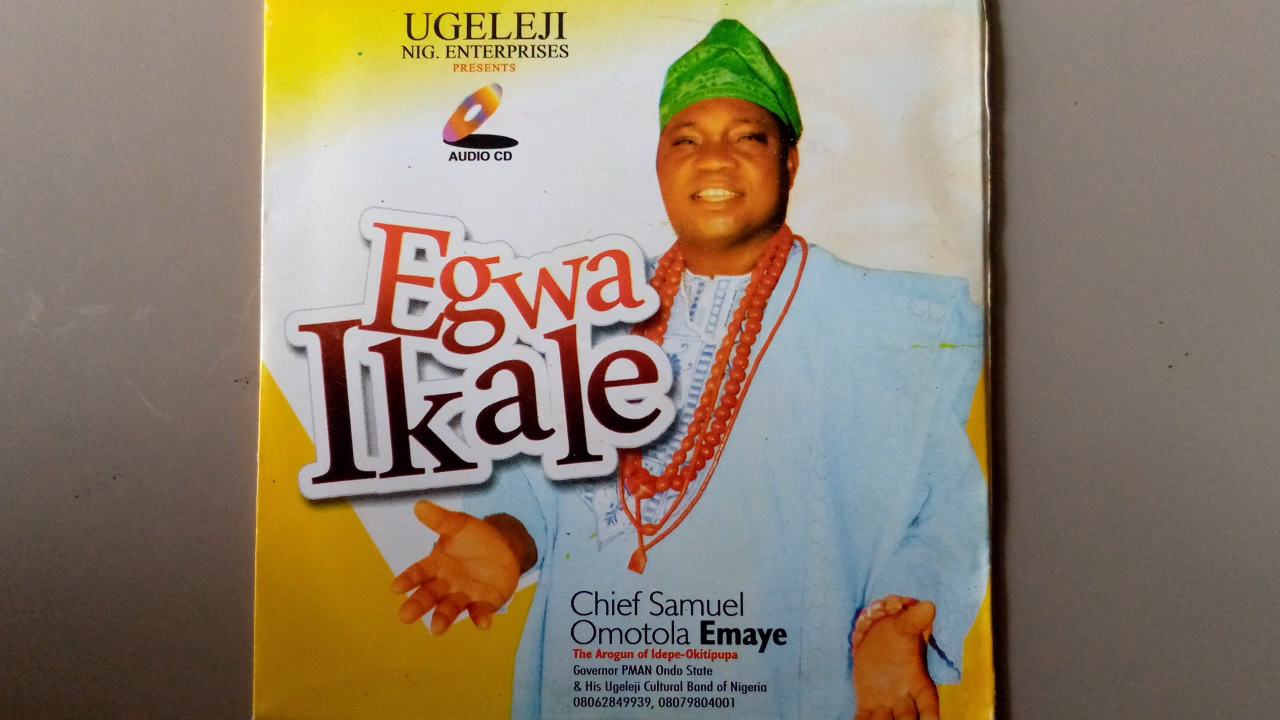 UGELEJI
NIG. ENTERPRISES
PRESENTS
AUDIO CD
Egwa
Ikale
Chief Samuel
Omotola Emaye
The Arogun of Idepe-Okitipupa
Governor PMAN Ondo State
& His Ugeleji Cultural Band of Nigeria
08062849939, 08079804001